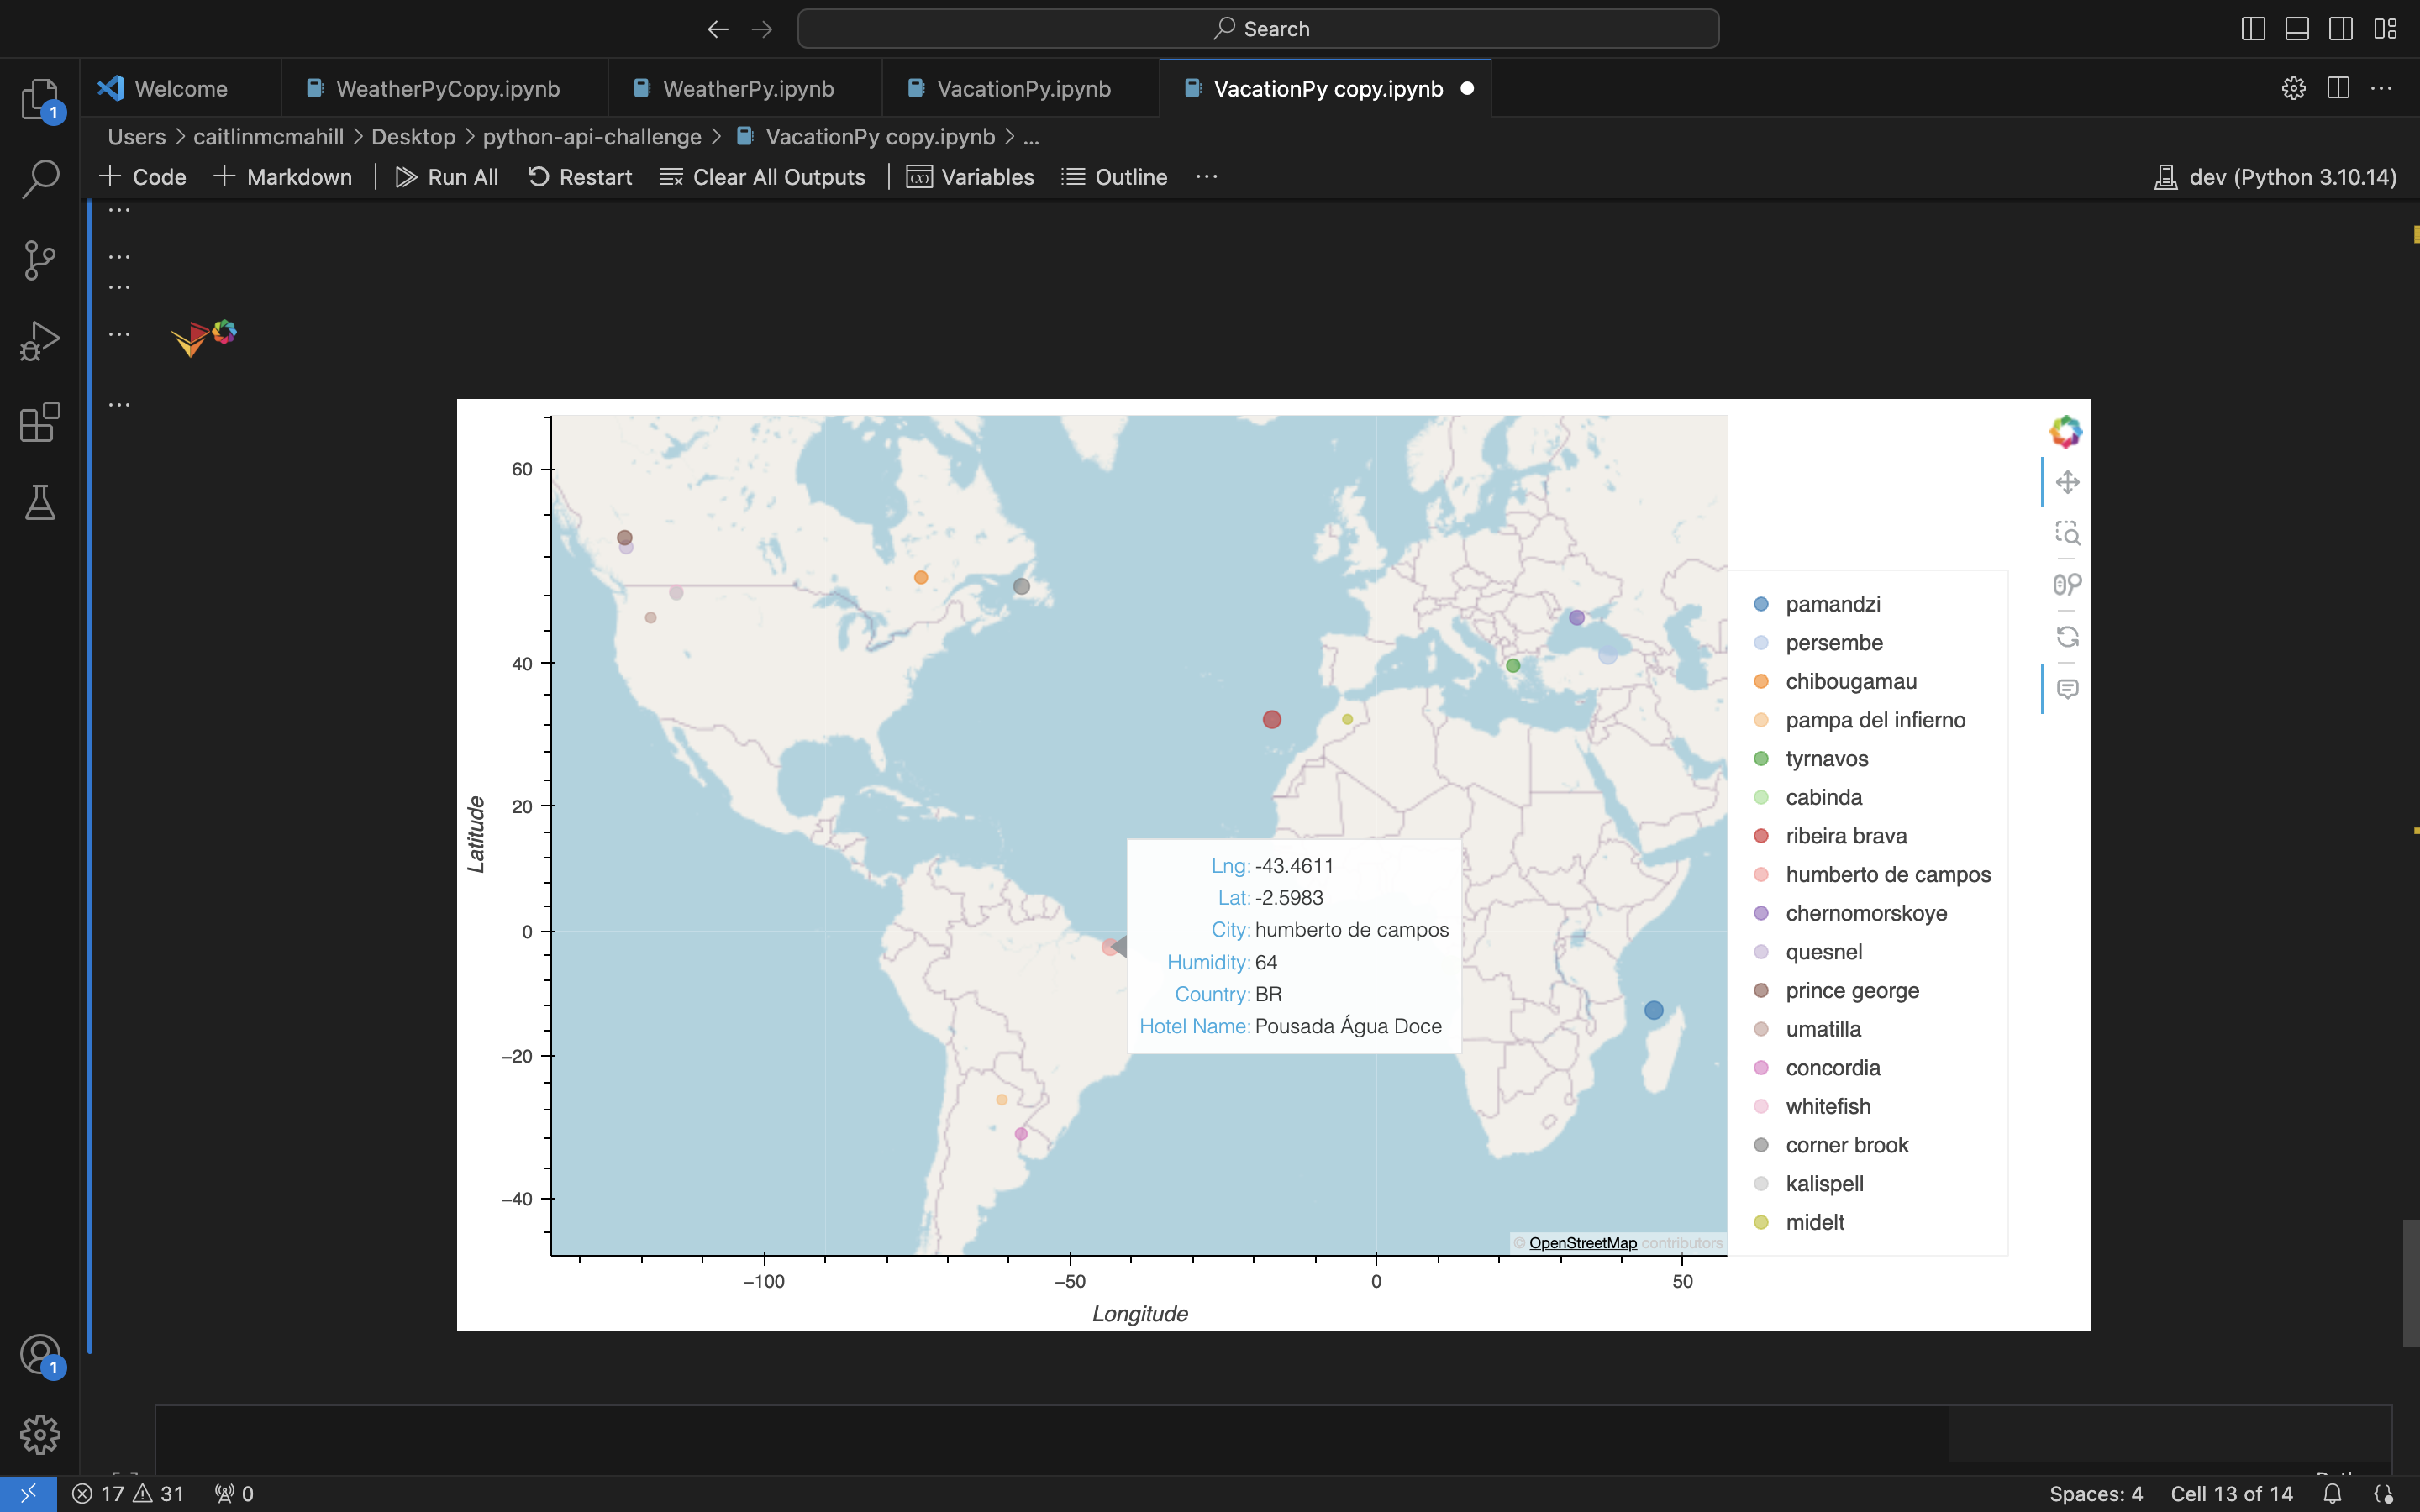 Search
Welcome
WeatherPyCopy.ipynb
WeatherPy.ipynb
VacationPy.ipynb
VacationPy copy.ipynb
Users > caitlinmcmahill > Desktop > python-api-challenge > VacationPy copy.ipynb > ...
+ Code + Markdown Run All Restart Clear All Outputs Variables Outline ...
dev (Python 3.10.14)
1
...
...
...
...
...
60
40
20
0
−20
−40
Latitude
−100
−50
0
50
Longitude
Lng: -43.4611
Lat: -2.5983
City: humberto de campos
Humidity: 64
Country: BR
Hotel Name: Pousada Água Doce
© OpenStreetMap contributors
pamandzi
persembe
chibougamau
pampa del infierno
tyrnavos
cabinda
ribeira brava
humberto de campos
chernomorskoye
quesnel
prince george
umatilla
concordia
whitefish
corner brook
kalispell
midelt
1
17 31 0
Spaces: 4 Cell 13 of 14